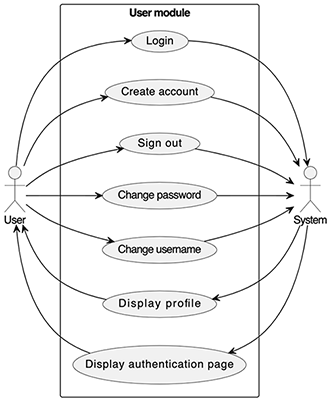 User module
Login
Create account
Sign out
Change password
User
System
Change username
Display profile
Display authentication page